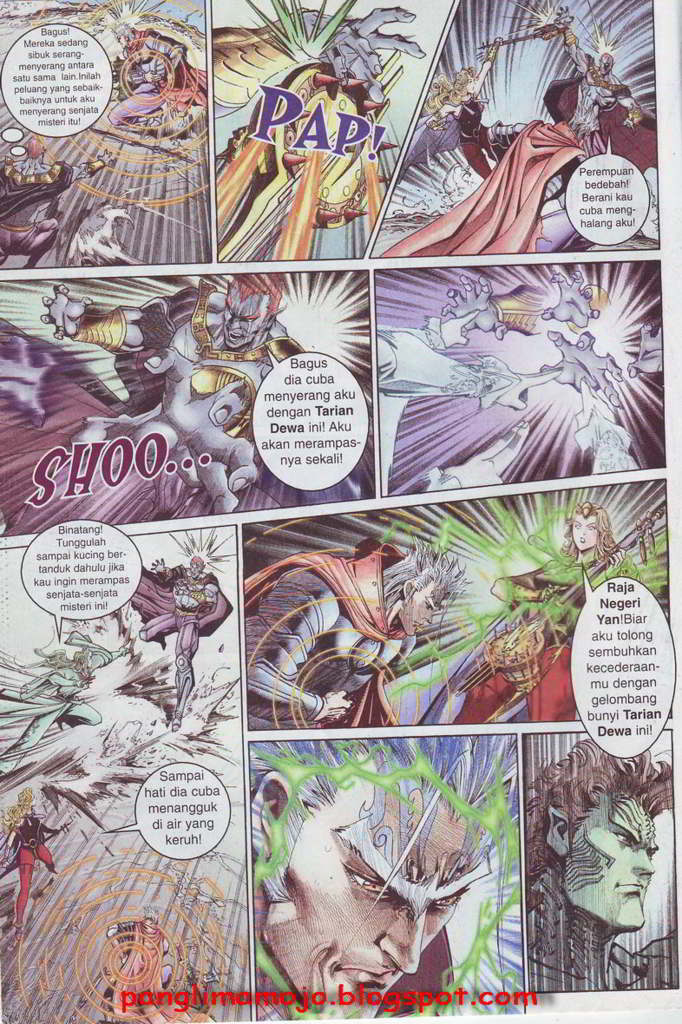 Bagus!
Mereka sedang
sibuk serang-
menyerang antara
satu sama lain.Inilah
peluang yang sebaik-
baiknya untuk aku
menyerang senjata
misteri itu!
PAP!
Perempuan
bedebah!
Berani kau
cuba meng-
halang aku!
Bagus
dia cuba
menyerang aku
dengan Tarian
Dewa ini! Aku
akan merampas-
nya sekali!
SHOO...
Binatang!
Tunggulah
sampai kucing ber-
tanduk dahulu jika
kau ingin merampas
senjata-senjata
misteri ini!
Raja
Negeri
Yan!Biar
aku tolong
sembuhkan
kecederaan-
mu dengan
gelombang
bunyi Tarian
Dewa ini!
Sampai
hati dia cuba
menangguk
di air yang
keruh!
panglimamojo.blogspot.com